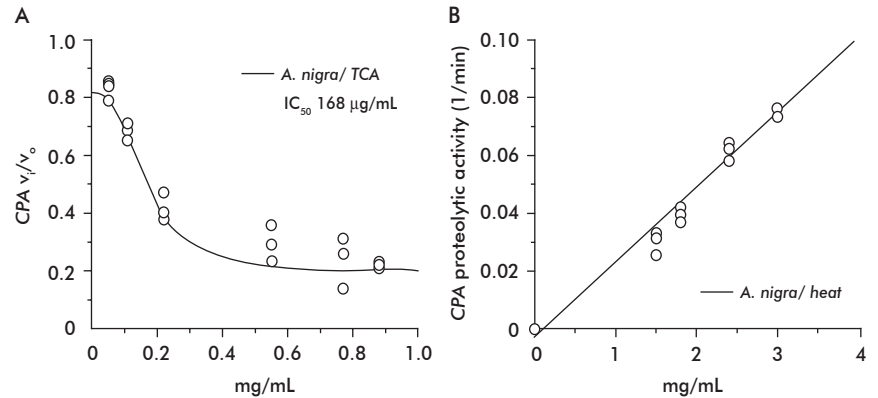 A
CPA vᵢ/vₒ
1.0
0.8
0.6
0.4
0.2
0
A. nigra/ TCA
IC₅₀ 168 μg/mL
0 0.2 0.4 0.6 0.8 1.0
mg/mL
B
CPA proteolytic activity (1/min)
0.10
0.08
0.06
0.04
0.02
0
A. nigra/ heat
0 1 2 3 4
mg/mL